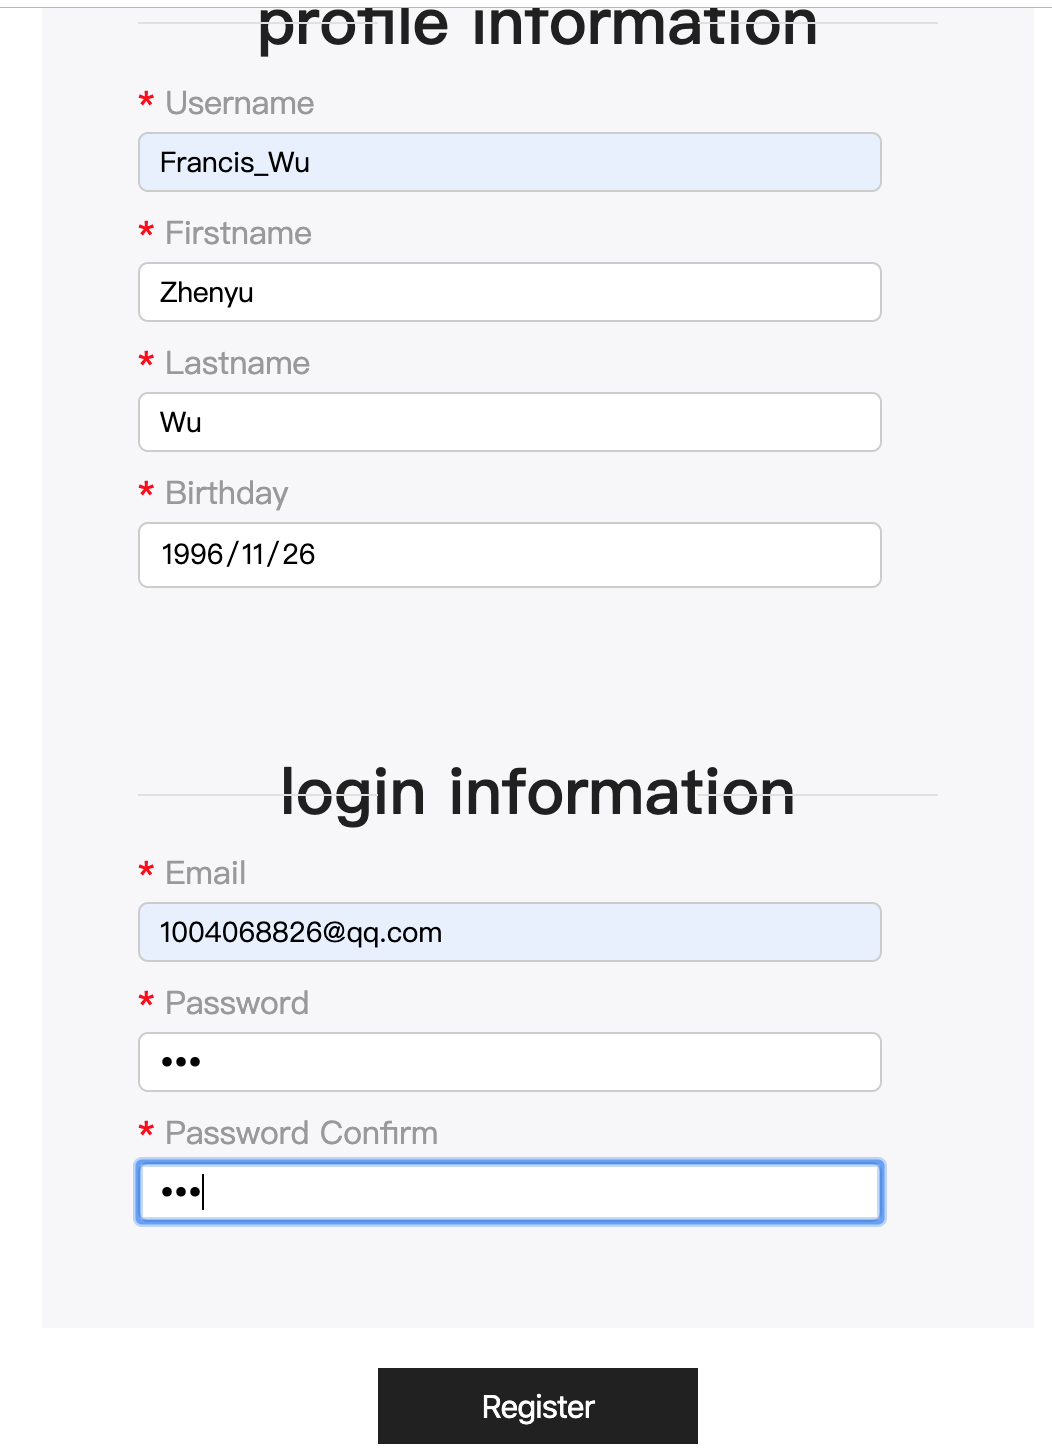 profile information
* Username
Francis_Wu
* Firstname
Zhenyu
* Lastname
Wu
* Birthday
1996/11/26
login information
* Email
1004068826@qq.com
* Password
•••
* Password Confirm
•••
Register